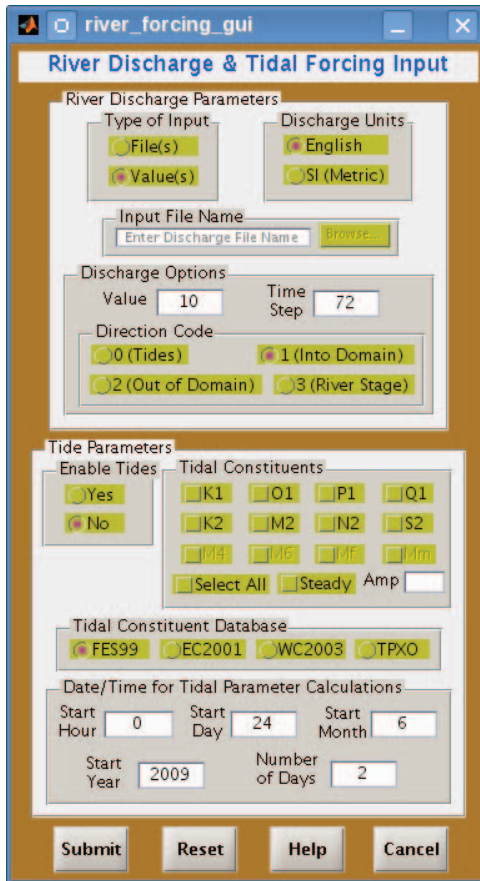 river_forcing_gui
River Discharge & Tidal Forcing Input
River Discharge Parameters
Type of Input
File(s)
Value(s)
Discharge Units
English
SI (Metric)
Input File Name
Enter Discharge File Name
Browse...
Discharge Options
Value 10
Time Step 72
Direction Code
0 (Tides)
1 (Into Domain)
2 (Out of Domain)
3 (River Stage)
Tide Parameters
Enable Tides
Yes
No
Tidal Constituents
K1 O1 P1 Q1
K2 M2 N2 S2
M4 M6 Mf Mm
Select All Steady Amp
Tidal Constituent Database
FES99 EC2001 WC2003 TPXO
Date/Time for Tidal Parameter Calculations
Start Hour 0
Start Day 24
Start Month 6
Start Year 2009
Number of Days 2
Submit Reset Help Cancel